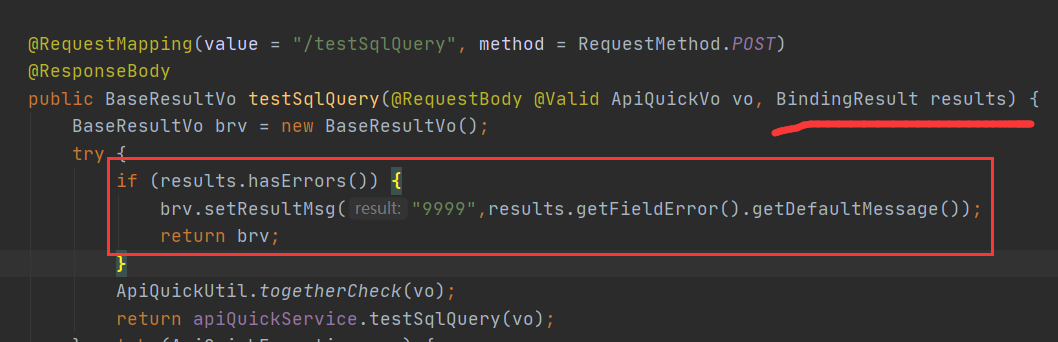 @RequestMapping(value = "/testSqlQuery", method = RequestMethod.POST)
@ResponseBody
public BaseResultVo testSqlQuery(@RequestBody @Valid ApiQuickVo vo, BindingResult results) {
BaseResultVo brv = new BaseResultVo();
try {
if (results.hasErrors()) {
brv.setResultMsg( result: "9999",results.getFieldError().getDefaultMessage());
return brv;
}
ApiQuickUtil.togetherCheck(vo);
return apiQuickService.testSqlQuery(vo);